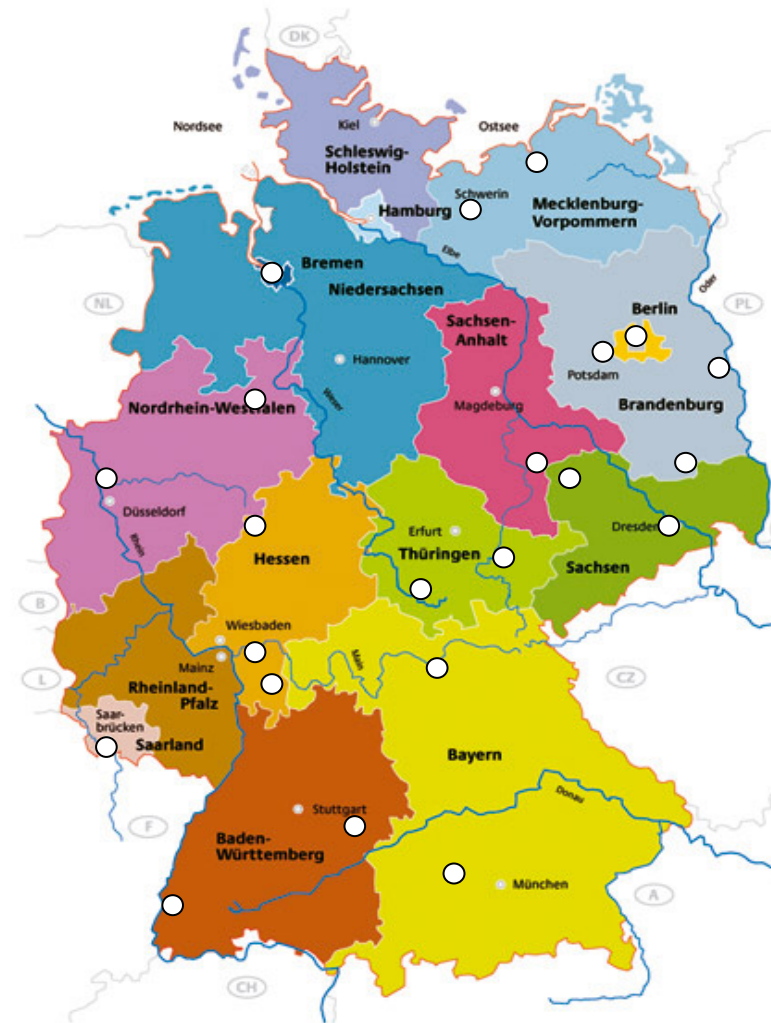 DK
Nordsee
Kiel
Ostsee
Schleswig-
Holstein
Schwerin
Mecklenburg-
Vorpommern
Hamburg
Elbe
Bremen
Niedersachsen
Oder
NL
PL
Berlin
Sachsen-
Anhalt
Hannover
Potsdam
Magdeburg
Brandenburg
Weser
Nordrhein-Westfalen
Düsseldorf
Rhein
Erfurt
Dresden
Hessen
Thüringen
Sachsen
B
Wiesbaden
Main
Mainz
L
CZ
Rheinland-
Pfalz
Saar-
brücken
Saarland
Bayern
Donau
Stuttgart
F
Baden-
Württemberg
München
A
CH